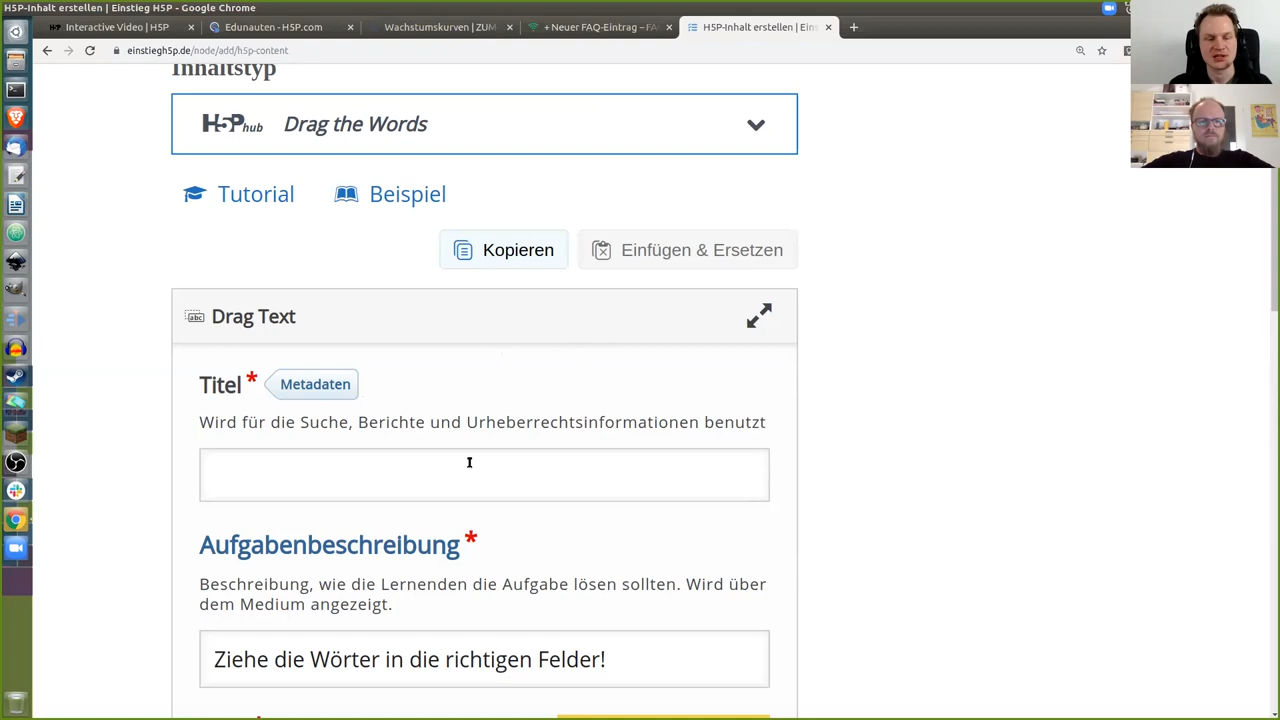 H5P-Inhalt erstellen | Einstieg H5P - Google Chrome
Interactive Video | H5P
Edunauten - H5P.com
Wachstumskurven | ZUM-
+ Neuer FAQ-Eintrag – FA
H5P-Inhalt erstellen | Eins
einstiegh5p.de/node/add/h5p-content
Inhaltstyp
H5P hub Drag the Words
Tutorial Beispiel
Kopieren Einfügen & Ersetzen
abc Drag Text
Titel * Metadaten
Wird für die Suche, Berichte und Urheberrechtsinformationen benutzt
Aufgabenbeschreibung *
Beschreibung, wie die Lernenden die Aufgabe lösen sollten. Wird über
dem Medium angezeigt.
Ziehe die Wörter in die richtigen Felder!